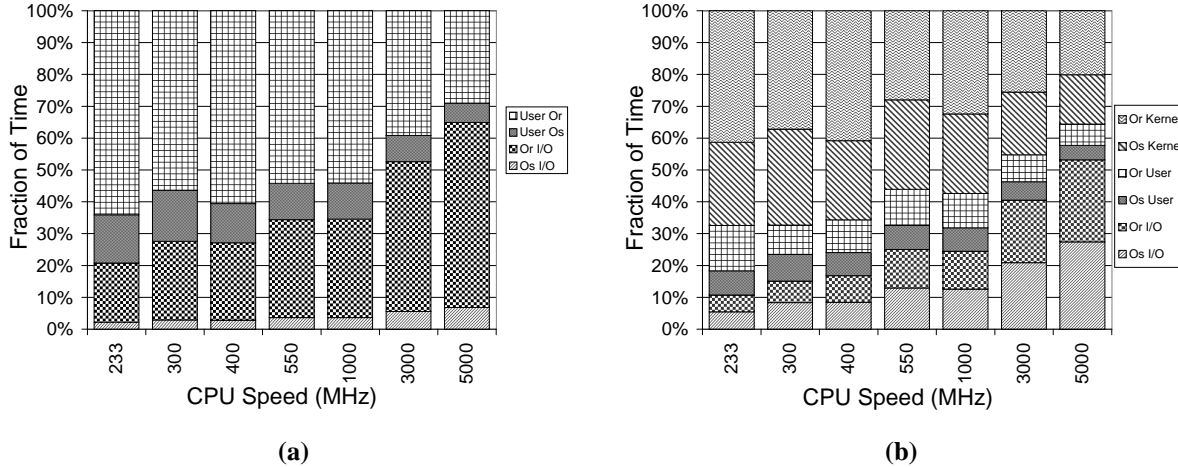 100%
90%
80%
70%
60%
50%
40%
30%
20%
10%
0%
Fraction of Time
233
300
400
550
1000
3000
5000
CPU Speed (MHz)
User Or
User Os
Or I/O
Os I/O
(a)
100%
90%
80%
70%
60%
50%
40%
30%
20%
10%
0%
Fraction of Time
233
300
400
550
1000
3000
5000
CPU Speed (MHz)
Or Kerne
Os Kerne
Or User
Os User
Or I/O
Os I/O
(b)